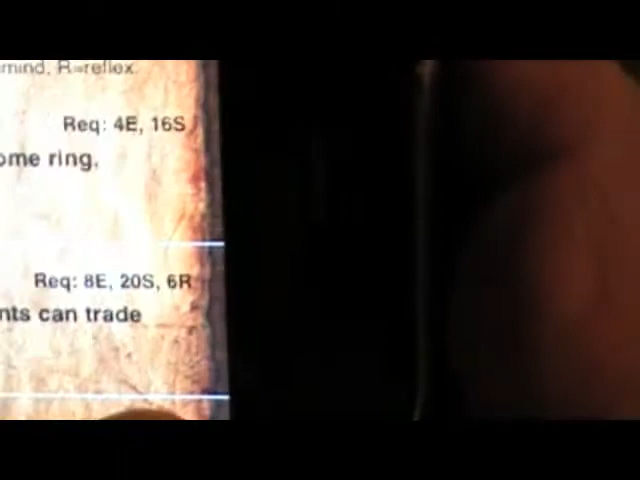 mind, R=reflex.
Req: 4E, 16S
ome ring,
Req: 8E, 20S, 6R
nts can trade